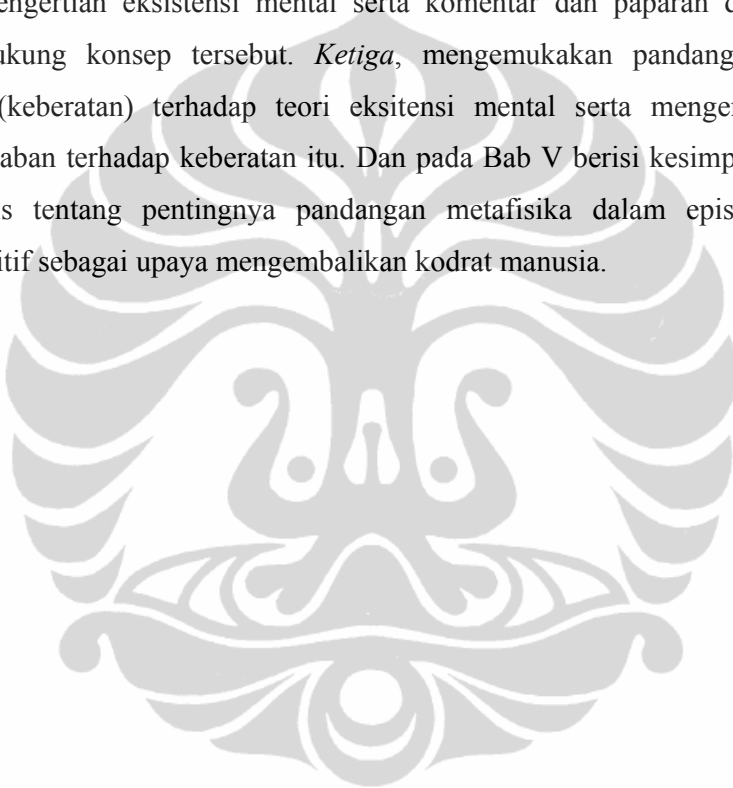 engertian eksistensi mental serta komentar dan paparan d
ukung konsep tersebut. Ketiga, mengemukakan pandang
(keberatan) terhadap teori eksitensi mental serta menge
aban terhadap keberatan itu. Dan pada Bab V berisi kesimp
s tentang pentingnya pandangan metafisika dalam epis
itif sebagai upaya mengembalikan kodrat manusia.